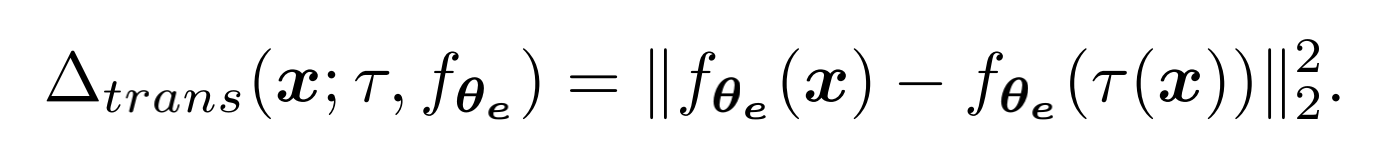 Δ_{trans}(𝒙; τ, f_{𝜽_𝒆}) = ‖f_{𝜽_𝒆}(𝒙) − f_{𝜽_𝒆}(τ(𝒙))‖_2^2.